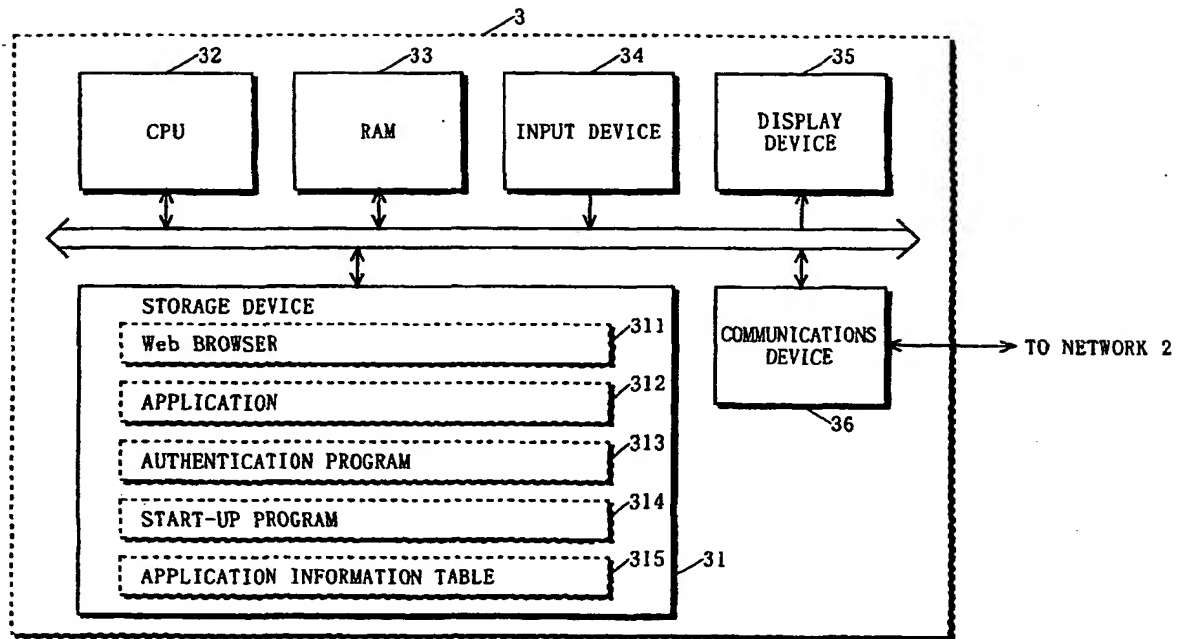 3
32
33
34
35
CPU
RAM
INPUT DEVICE
DISPLAY
DEVICE
STORAGE DEVICE
311
Web BROWSER
312
APPLICATION
313
AUTHENTICATION PROGRAM
314
START-UP PROGRAM
315
APPLICATION INFORMATION TABLE
31
COMMUNICATIONS
DEVICE
36
TO NETWORK 2